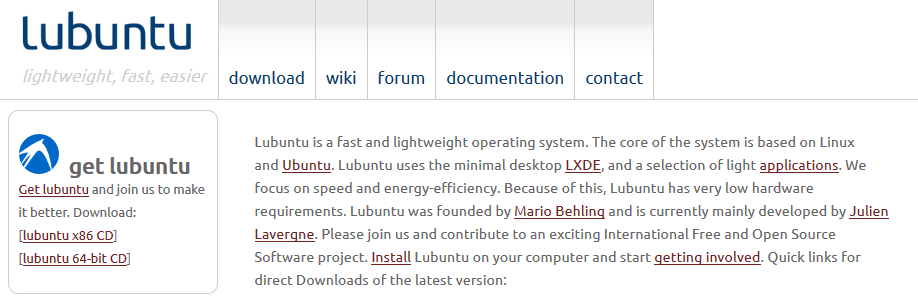 lubuntu
lightweight, fast, easier
download wiki forum documentation contact
get lubuntu
Get lubuntu and join us to make
it better. Download:
[lubuntu x86 CD]
[lubuntu 64-bit CD]
Lubuntu is a fast and lightweight operating system. The core of the system is based on Linux
and Ubuntu. Lubuntu uses the minimal desktop LXDE, and a selection of light applications. We
focus on speed and energy-efficiency. Because of this, Lubuntu has very low hardware
requirements. Lubuntu was founded by Mario Behling and is currently mainly developed by Julien
Lavergne. Please join us and contribute to an exciting International Free and Open Source
Software project. Install Lubuntu on your computer and start getting involved. Quick links for
direct Downloads of the latest version: